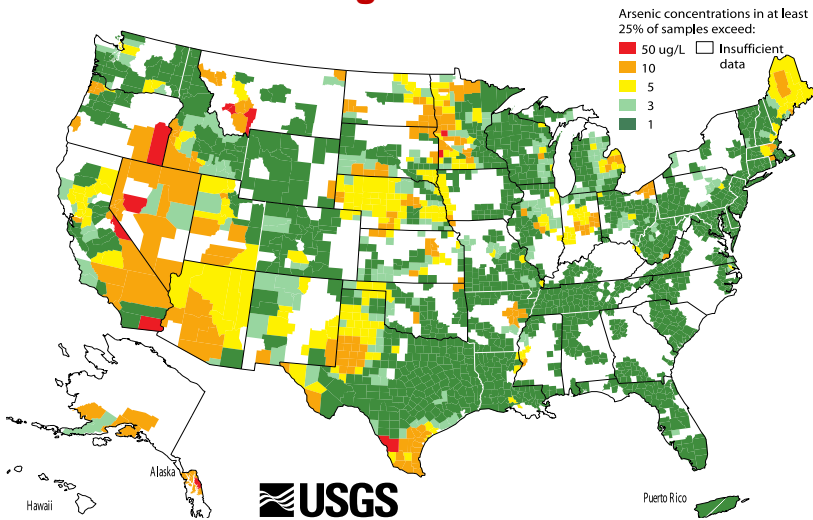 Arsenic concentrations in at least
25% of samples exceed:
50 ug/L
Insufficient
data
10
5
3
1
Alaska
Hawaii
USGS
Puerto Rico